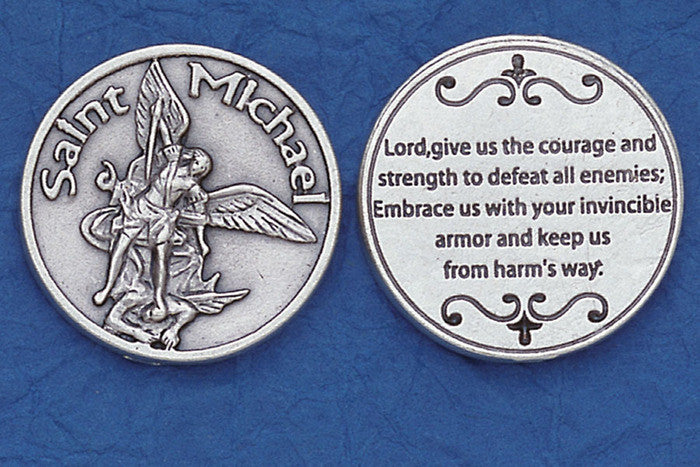 Saint Michael
Lord,give us the courage and
strength to defeat all enemies;
Embrace us with your invincible
armor and keep us
from harm's way.